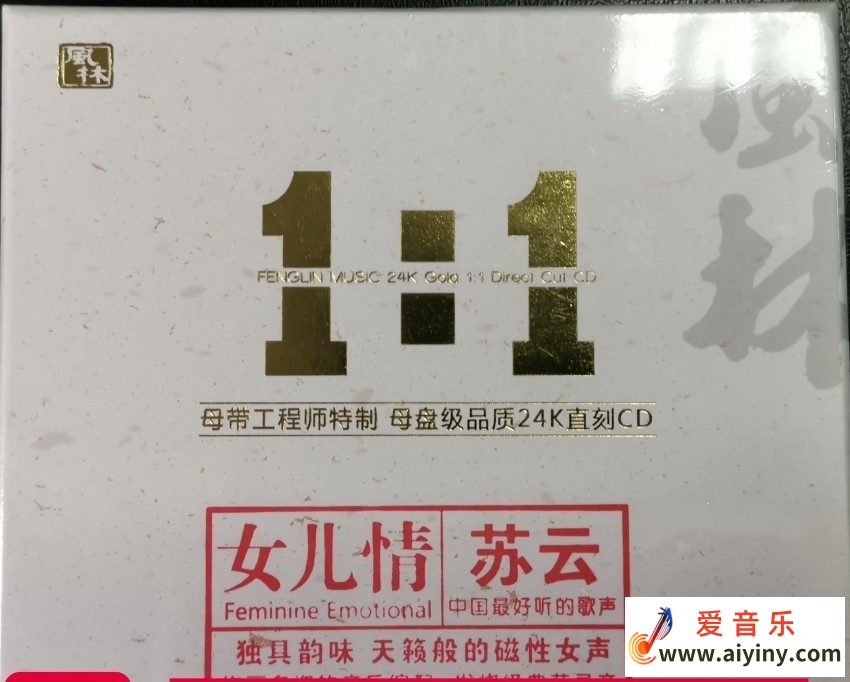 風林
風林
1:1
FENGLIN MUSIC 24K Gold 1:1 Direct Cut CD
母带工程师特制 母盘级品质24K直刻CD
女儿情
Feminine Emotional
苏云
中国最好听的歌声
独具韵味 天籁般的磁性女声
爱音乐
www.aiyiny.com